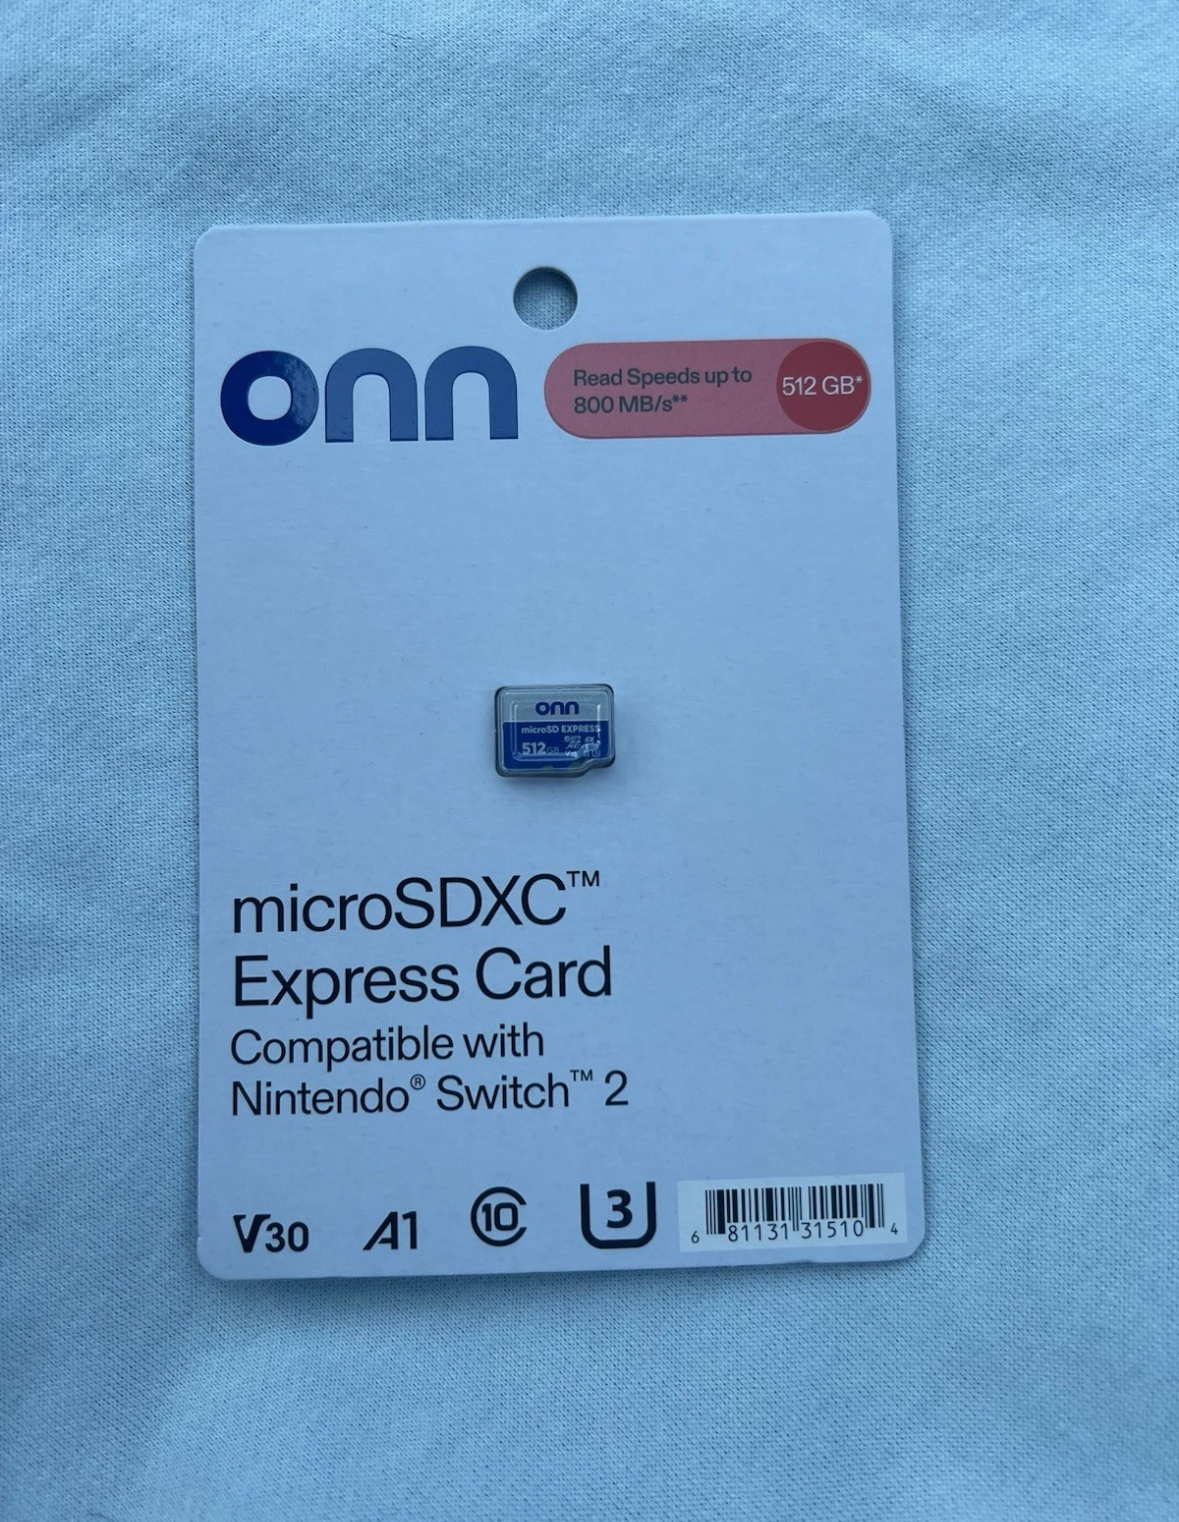 onn
Read Speeds up to
800 MB/s**
512 GB*
onn
microSD EXPRESS
512GB
microSDXC™
Express Card
Compatible with
Nintendo® Switch™ 2
V30 A1 10 3
6 81131 31510 4